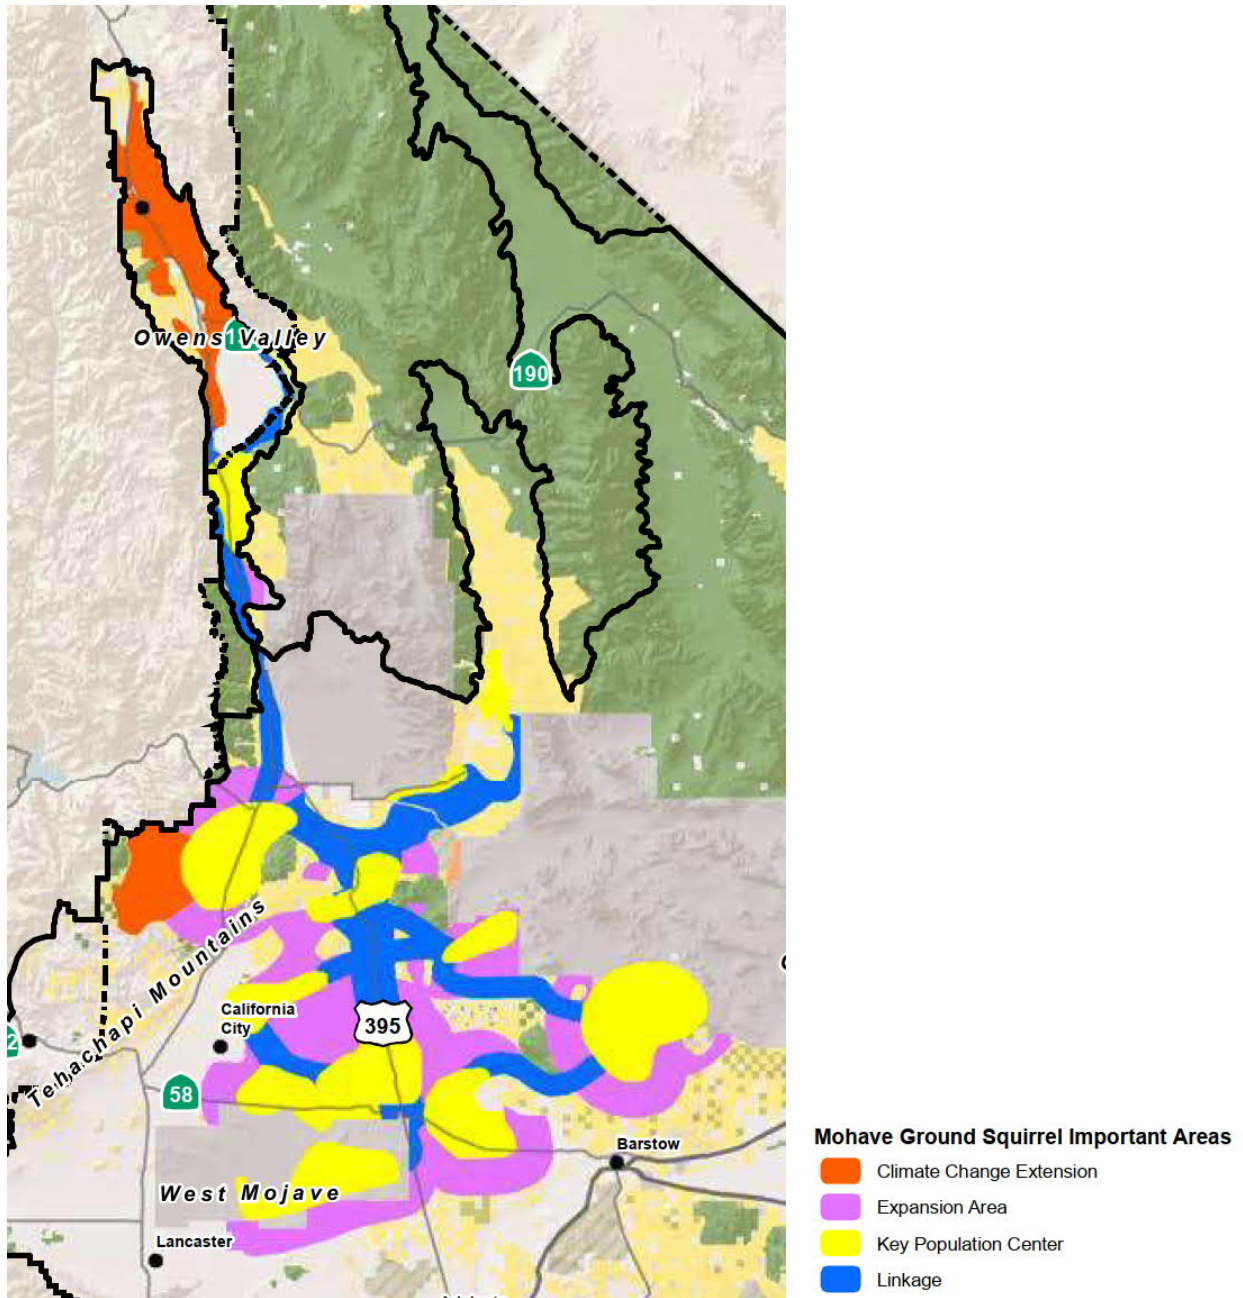 Owens Valley
190
395
California
City
Tehachapi Mountains
58
Barstow
West Mojave
Lancaster
Mohave Ground Squirrel Important Areas
Climate Change Extension
Expansion Area
Key Population Center
Linkage